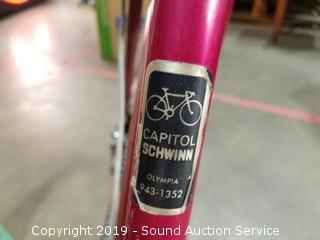 CAPITOL
SCHWINN
OLYMPIA
943-1352
Copyright 2019 - Sound Auction Service